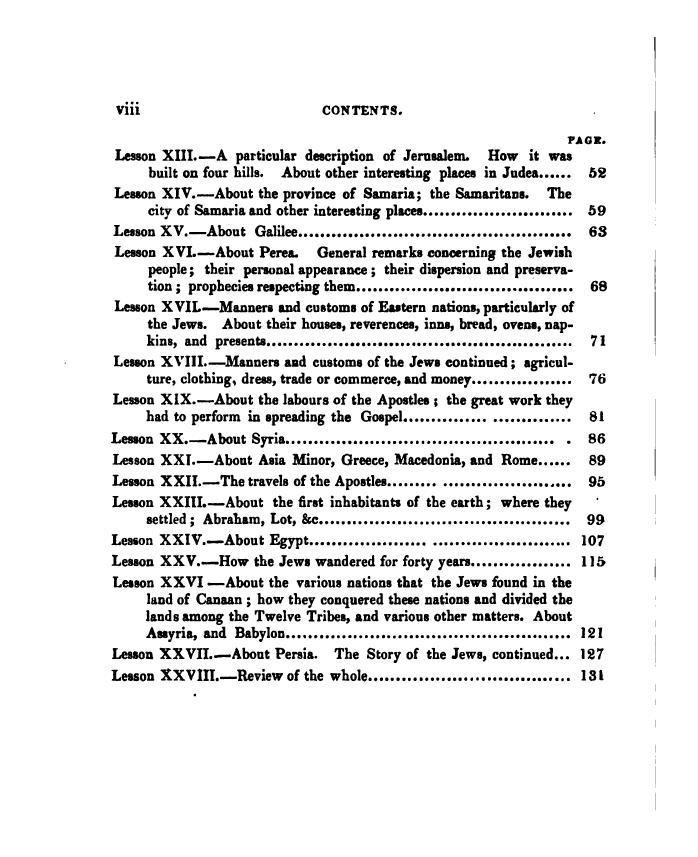 viii CONTENTS.
PAGE.
Lesson XIII.—A particular description of Jerusalem. How it was
built on four hills. About other interesting places in Judea...... 52
Lesson XIV.—About the province of Samaria; the Samaritans. The
city of Samaria and other interesting places........................... 59
Lesson XV.—About Galilee................................................. 63
Lesson XVI.—About Perea. General remarks concerning the Jewish
people; their personal appearance; their dispersion and preserva-
tion; prophecies respecting them....................................... 68
Lesson XVII.—Manners and customs of Eastern nations, particularly of
the Jews. About their houses, reverences, inns, bread, ovens, nap-
kins, and presents....................................................... 71
Lesson XVIII.—Manners and customs of the Jews continued; agricul-
ture, clothing, dress, trade or commerce, and money.................. 76
Lesson XIX.—About the labours of the Apostles; the great work they
had to perform in spreading the Gospel............... .............. 81
Lesson XX.—About Syria................................................ . 86
Lesson XXI.—About Asia Minor, Greece, Macedonia, and Rome...... 89
Lesson XXII.—The travels of the Apostles......... ....................... 95
Lesson XXIII.—About the first inhabitants of the earth; where they
settled; Abraham, Lot, &c............................................. 99
Lesson XXIV.—About Egypt..................... ......................... 107
Lesson XXV.—How the Jews wandered for forty years.................. 115
Lesson XXVI —About the various nations that the Jews found in the
land of Canaan; how they conquered these nations and divided the
lands among the Twelve Tribes, and various other matters. About
Assyria, and Babylon................................................... 121
Lesson XXVII.—About Persia. The Story of the Jews, continued... 127
Lesson XXVIII.—Review of the whole.................................... 131